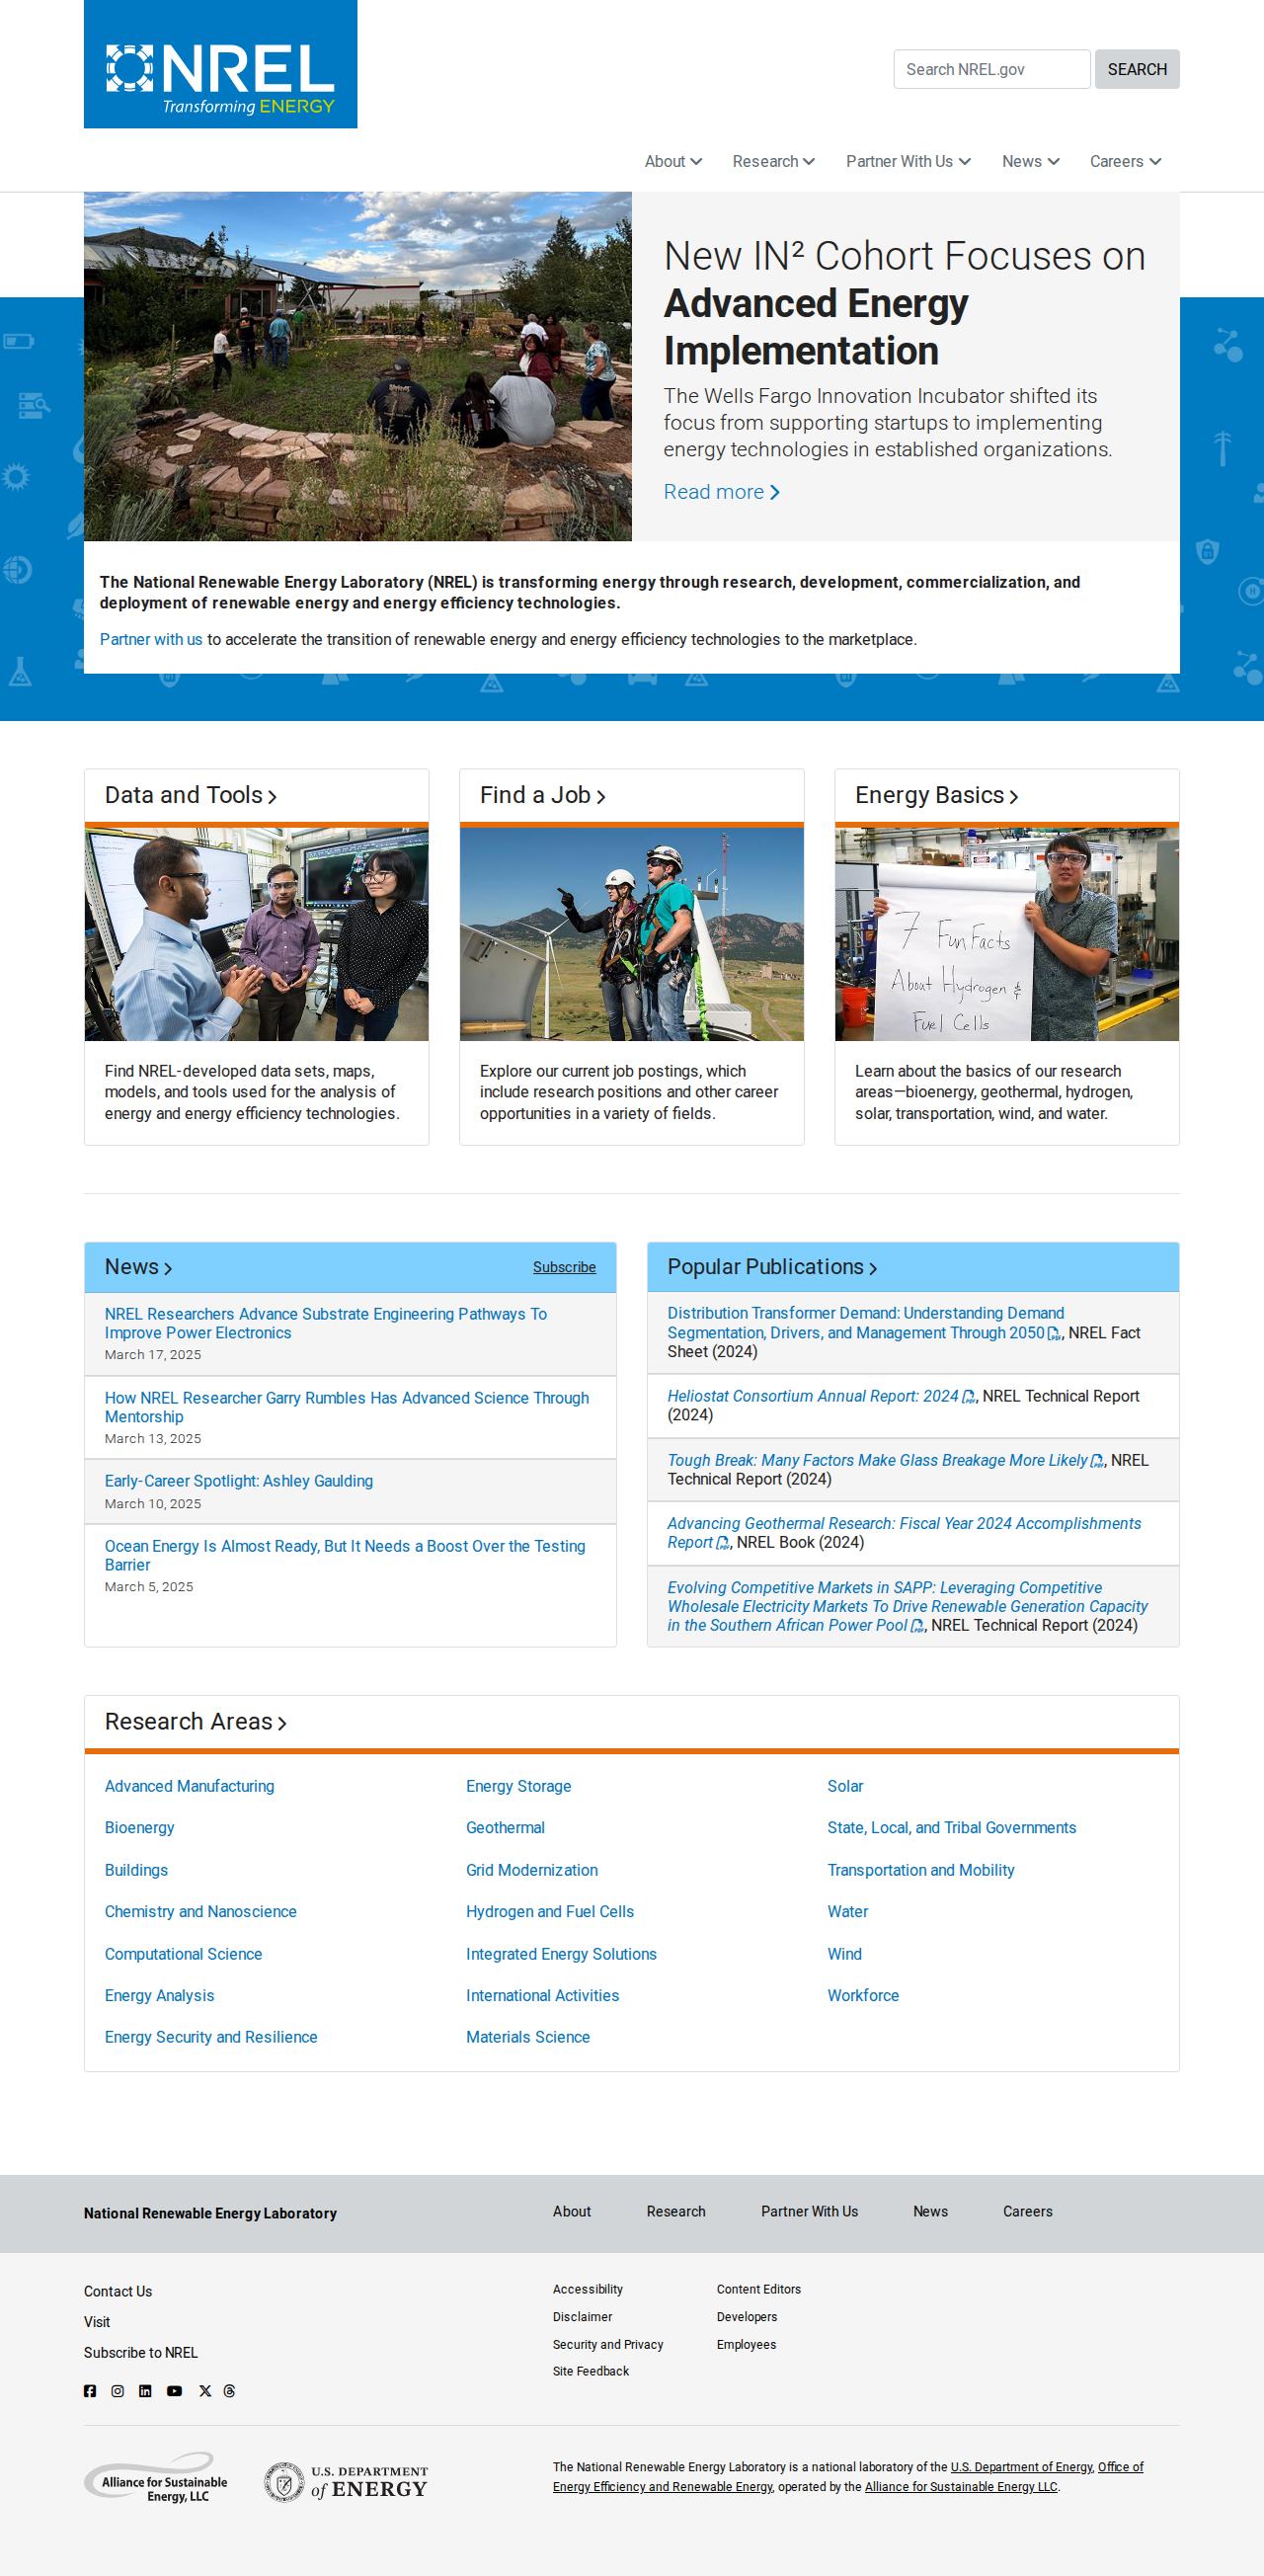 NREL
Transforming ENERGY
Search NREL.gov
SEARCH
About
Research
Partner With Us
News
Careers
New IN² Cohort Focuses on
Advanced Energy
Implementation
The Wells Fargo Innovation Incubator shifted its
focus from supporting startups to implementing
energy technologies in established organizations.
Read more
The National Renewable Energy Laboratory (NREL) is transforming energy through research, development, commercialization, and
deployment of renewable energy and energy efficiency technologies.
Partner with us to accelerate the transition of renewable energy and energy efficiency technologies to the marketplace.
Data and Tools
Find NREL-developed data sets, maps,
models, and tools used for the analysis of
energy and energy efficiency technologies.
Find a Job
Explore our current job postings, which
include research positions and other career
opportunities in a variety of fields.
Energy Basics
7 Fun Facts
About Hydrogen &
Fuel Cells
Learn about the basics of our research
areas—bioenergy, geothermal, hydrogen,
solar, transportation, wind, and water.
News
Subscribe
NREL Researchers Advance Substrate Engineering Pathways To
Improve Power Electronics
March 17, 2025
How NREL Researcher Garry Rumbles Has Advanced Science Through
Mentorship
March 13, 2025
Early-Career Spotlight: Ashley Gaulding
March 10, 2025
Ocean Energy Is Almost Ready, But It Needs a Boost Over the Testing
Barrier
March 5, 2025
Popular Publications
Distribution Transformer Demand: Understanding Demand
Segmentation, Drivers, and Management Through 2050, NREL Fact
Sheet (2024)
Heliostat Consortium Annual Report: 2024, NREL Technical Report
(2024)
Tough Break: Many Factors Make Glass Breakage More Likely, NREL
Technical Report (2024)
Advancing Geothermal Research: Fiscal Year 2024 Accomplishments
Report, NREL Book (2024)
Evolving Competitive Markets in SAPP: Leveraging Competitive
Wholesale Electricity Markets To Drive Renewable Generation Capacity
in the Southern African Power Pool, NREL Technical Report (2024)
Research Areas
Advanced Manufacturing
Bioenergy
Buildings
Chemistry and Nanoscience
Computational Science
Energy Analysis
Energy Security and Resilience
Energy Storage
Geothermal
Grid Modernization
Hydrogen and Fuel Cells
Integrated Energy Solutions
International Activities
Materials Science
Solar
State, Local, and Tribal Governments
Transportation and Mobility
Water
Wind
Workforce
National Renewable Energy Laboratory
About
Research
Partner With Us
News
Careers
Contact Us
Visit
Subscribe to NREL
Accessibility
Disclaimer
Security and Privacy
Site Feedback
Content Editors
Developers
Employees
Alliance for Sustainable
Energy, LLC
U.S. DEPARTMENT
of ENERGY
The National Renewable Energy Laboratory is a national laboratory of the U.S. Department of Energy, Office of
Energy Efficiency and Renewable Energy, operated by the Alliance for Sustainable Energy LLC.